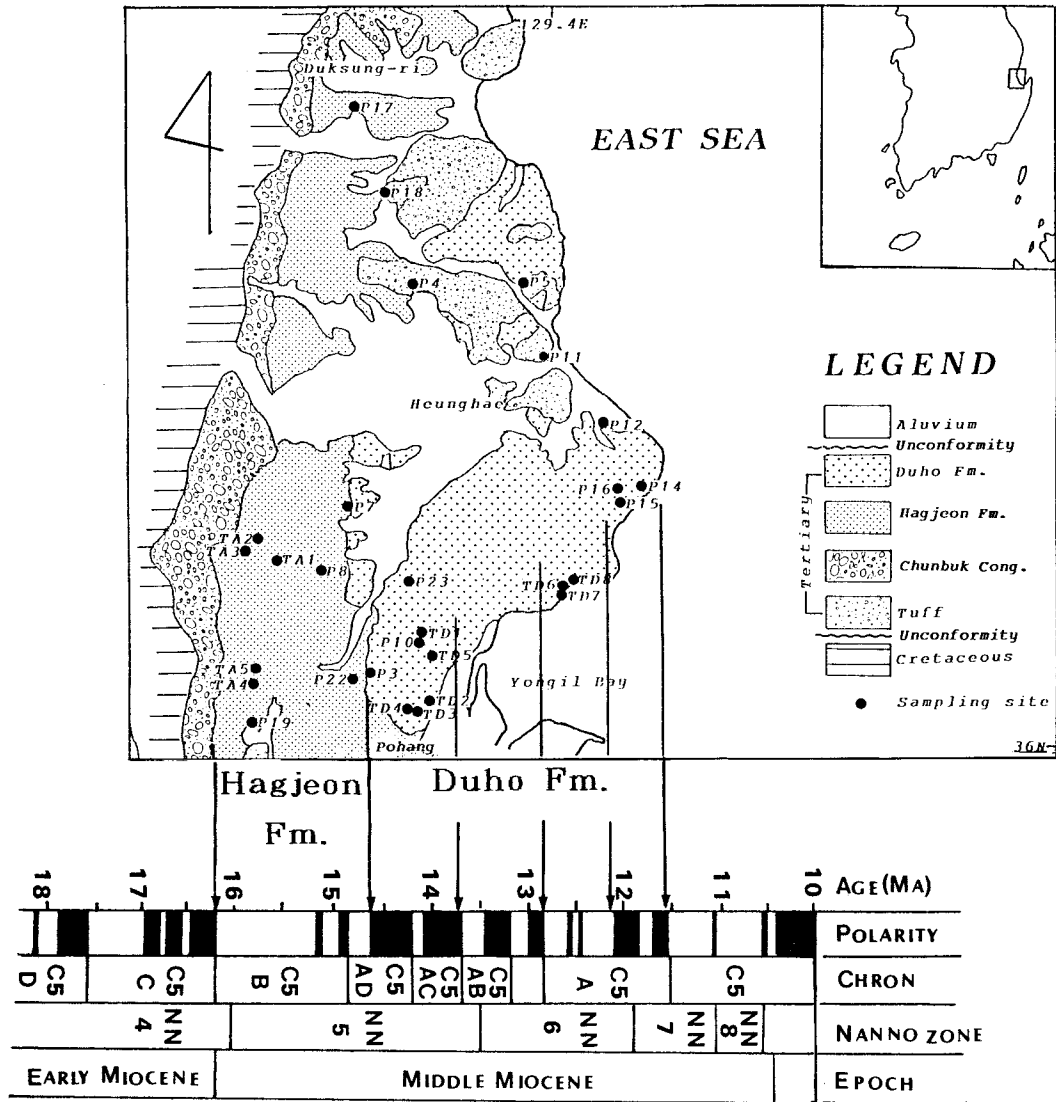 129.4E
Duksung-ri
P17
EAST SEA
P18
P4
P5
P11
LEGEND
Heunghae
P12
Aluvium
Unconformity
Duho Fm.
P16
P14
P15
P7
Hagjeon Fm.
Tertiary
TA2
TA3
TA1
P8
P23
TD8
TD6
TD7
Chunbuk Cong.
Tuff
Unconformity
TD1
P10
TD5
Cretaceous
TA5
TA4
P22
P3
Yongil Bay
TD2
TD4
TD3
Sampling site
P19
Pohang
36N
Hagjeon
Fm.
Duho Fm.
18 17 16 15 14 13 12 11 10 AGE(MA)
POLARITY
C5 D C5 C C5 B C5 AD C5 AC C5 AB C5 A C5 CHRON
NN 4 NN 5 NN 6 NN 7 NN 8 NANNO ZONE
EARLY MIOCENE MIDDLE MIOCENE EPOCH